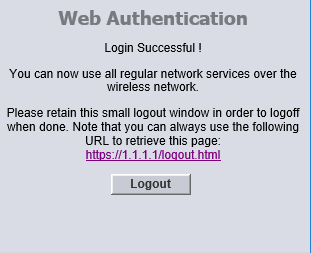 Web Authentication
Login Successful !
You can now use all regular network services over the
wireless network.
Please retain this small logout window in order to logoff
when done. Note that you can always use the following
URL to retrieve this page:
https://1.1.1.1/logout.html
Logout